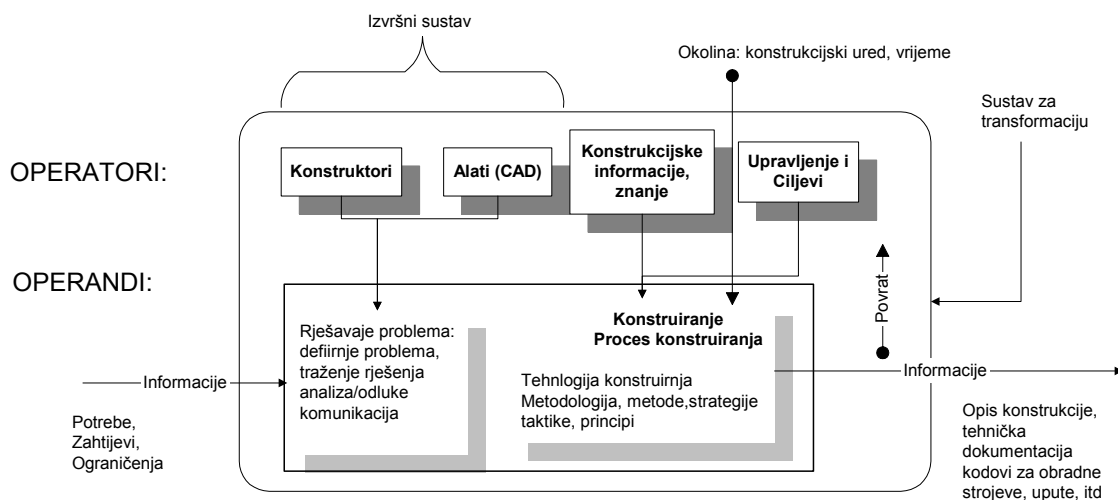 Izvršni sustav
Okolina: konstrukcijski ured, vrijeme
Sustav za
transformaciju
OPERATORI:
Konstruktori
Alati (CAD)
Konstrukcijske
informacije,
znanje
Upravljenje i
Ciljevi
OPERANDI:
Povrat
Rješavaje problema:
defiirnje problema,
traženje rješenja
analiza/odluke
komunikacija
Konstruiranje
Proces konstruiranja
Tehnlogija konstruirnja
Metodologija, metode,strategije
taktike, principi
Informacije
Potrebe,
Zahtijevi,
Ograničenja
Informacije
Opis konstrukcije,
tehnička
dokumentacija
kodovi za obradne
strojeve, upute, itd